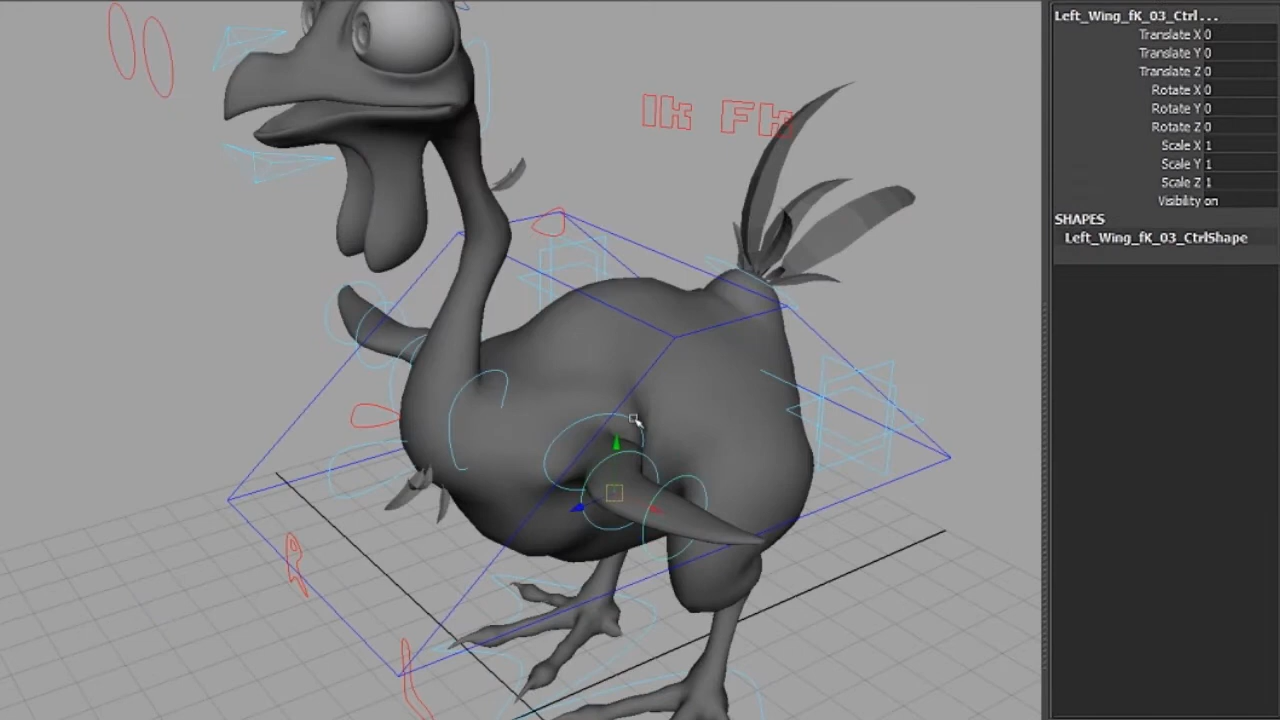 Ik Fk
R
L
Left_Wing_fK_03_Ctrl...
Translate X 0
Translate Y 0
Translate Z 0
Rotate X 0
Rotate Y 0
Rotate Z 0
Scale X 1
Scale Y 1
Scale Z 1
Visibility on
SHAPES
Left_Wing_fK_03_CtrlShape